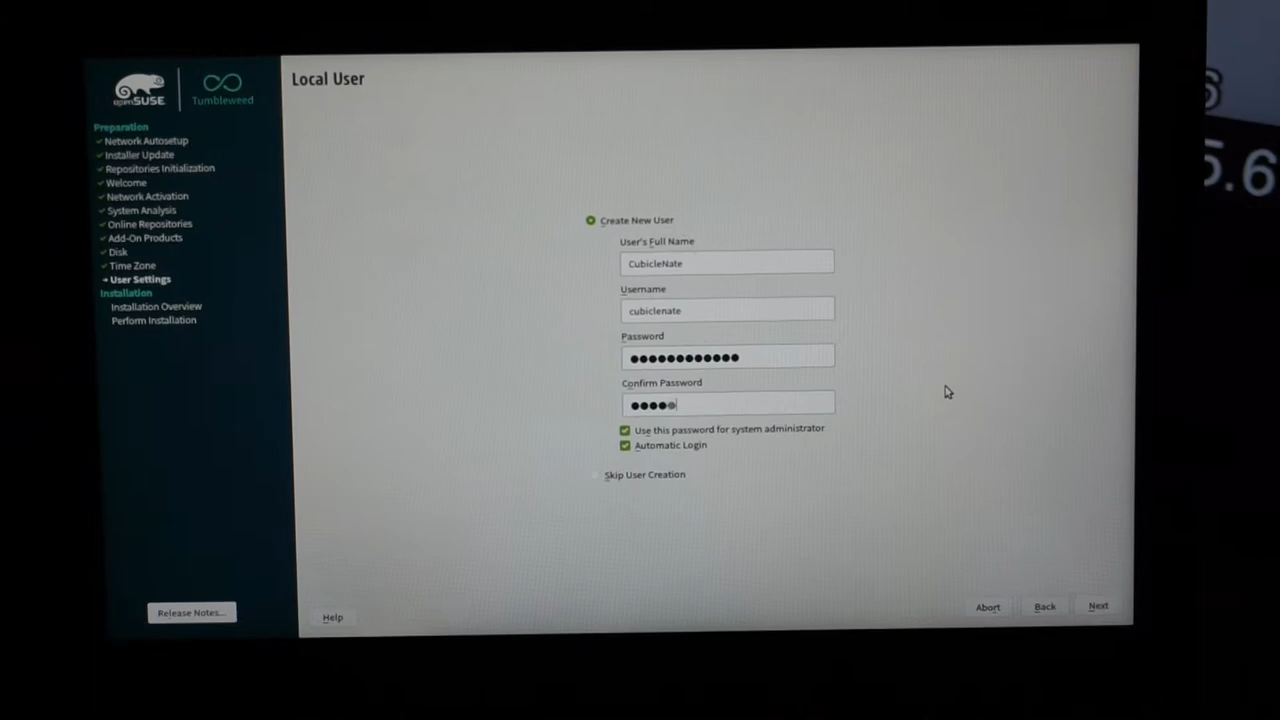 openSUSE
Tumbleweed
Preparation
Network Autosetup
Installer Update
Repositories Initialization
Welcome
Network Activation
System Analysis
Online Repositories
Add-On Products
Disk
Time Zone
User Settings
Installation
Installation Overview
Perform Installation
Release Notes...
Local User
Create New User
User's Full Name
CubicleNate
Username
cubiclenate
Password
●●●●●●●●●●●●
Confirm Password
●●●●●
Use this password for system administrator
Automatic Login
Skip User Creation
Help
Abort
Back
Next
5.6